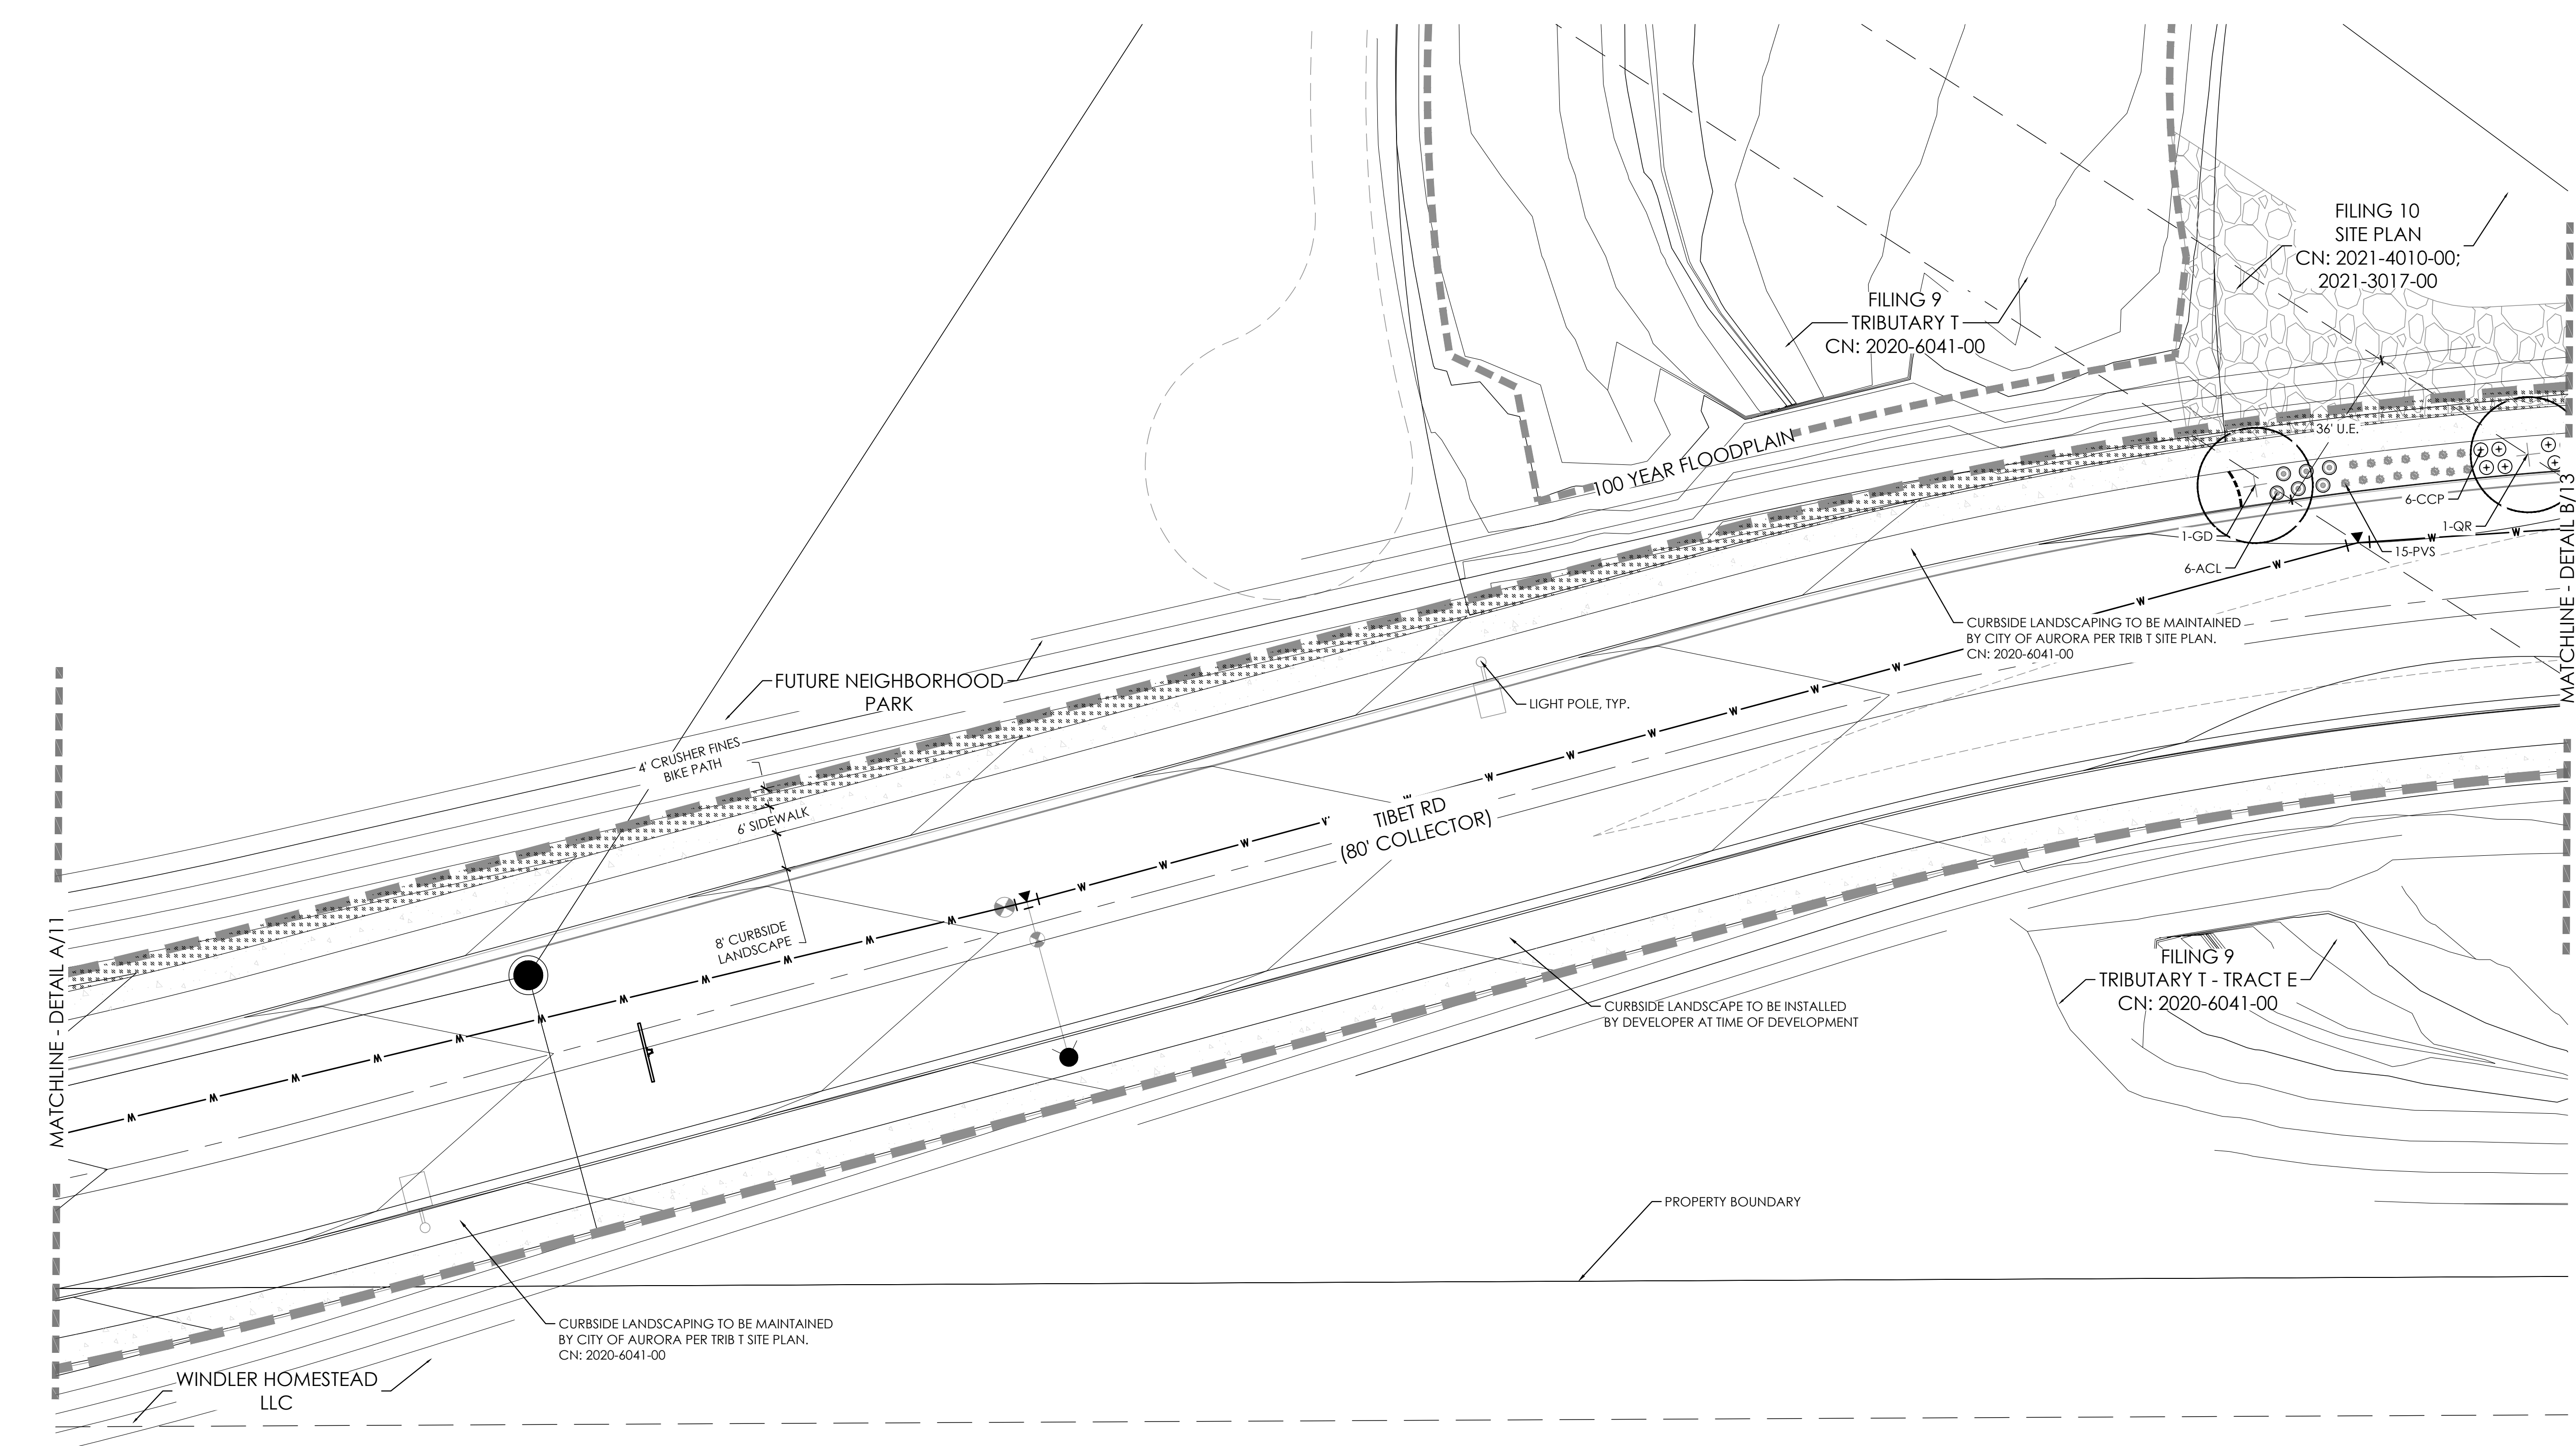 FILING 10
SITE PLAN
CN: 2021-4010-00;
2021-3017-00
FILING 9
TRIBUTARY T
CN: 2020-6041-00
100 YEAR FLOODPLAIN
36' U.E.
6-CCP
1-QR
1-GD
15-PVS
6-ACL
MATCHLINE - DETAIL B/13
CURBSIDE LANDSCAPING TO BE MAINTAINED
BY CITY OF AURORA PER TRIB T SITE PLAN.
CN: 2020-6041-00
FUTURE NEIGHBORHOOD
PARK
LIGHT POLE, TYP.
4' CRUSHER FINES
BIKE PATH
6' SIDEWALK
TIBET RD
(80' COLLECTOR)
8' CURBSIDE
LANDSCAPE
MATCHLINE - DETAIL A/11
W W W W W W W W W W W W W W W W W W W W W W W W W W
FILING 9
TRIBUTARY T - TRACT E
CN: 2020-6041-00
CURBSIDE LANDSCAPE TO BE INSTALLED
BY DEVELOPER AT TIME OF DEVELOPMENT
PROPERTY BOUNDARY
CURBSIDE LANDSCAPING TO BE MAINTAINED
BY CITY OF AURORA PER TRIB T SITE PLAN.
CN: 2020-6041-00
WINDLER HOMESTEAD
LLC